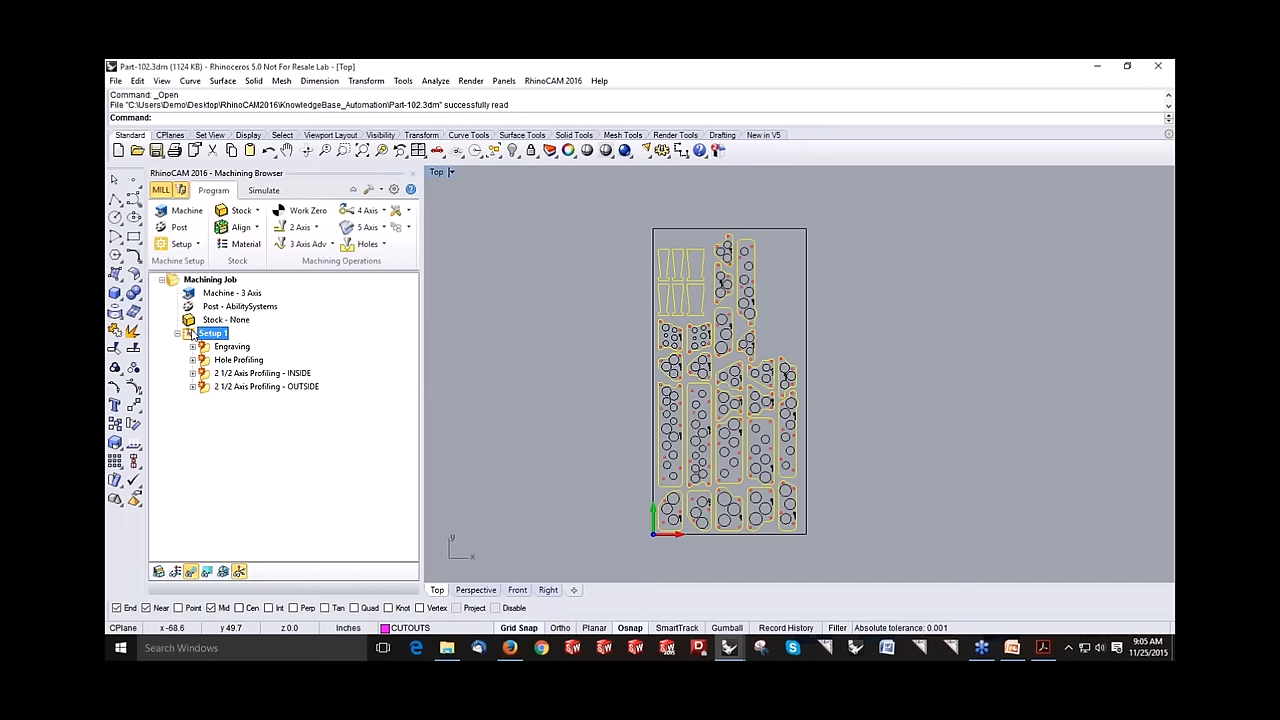 Part-102.3dm (1124 KB) - Rhinoceros 5.0 Not For Resale Lab - [Top]
File Edit View Curve Surface Solid Mesh Dimension Transform Tools Analyze Render Panels RhinoCAM 2016 Help
Command: _Open
File "C:\Users\Demo\Desktop\RhinoCAM2016\KnowledgeBase_Automation\Part-102.3dm" successfully read
Command:
Standard CPlanes Set View Display Select Viewport Layout Visibility Transform Curve Tools Surface Tools Solid Tools Mesh Tools Render Tools Drafting New in V5
RhinoCAM 2016 - Machining Browser
Top
MILL Program Simulate
Machine Stock Work Zero 4 Axis
Post Align 2 Axis 5 Axis
Setup Material 3 Axis Adv Holes
Machine Setup Stock Machining Operations
Machining Job
Machine - 3 Axis
Post - AbilitySystems
Stock - None
Setup 1
Engraving
Hole Profiling
2 1/2 Axis Profiling - INSIDE
2 1/2 Axis Profiling - OUTSIDE
y
x
Top Perspective Front Right
End Near Point Mid Cen Int Perp Tan Quad Knot Vertex Project Disable
CPlane x -68.6 y 49.7 z 0.0 Inches CUTOUTS Grid Snap Ortho Planar Osnap SmartTrack Gumball Record History Filter Absolute tolerance: 0.001
Search Windows
9:05 AM
11/25/2015